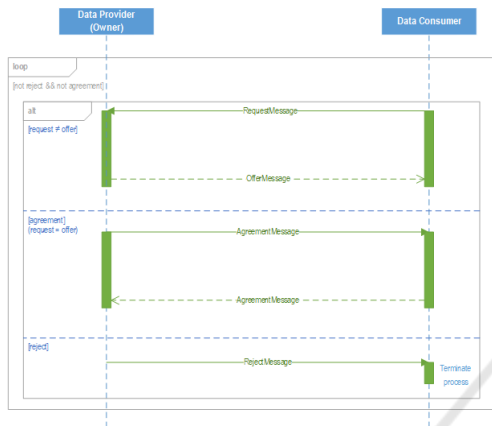 Data Provider
(Owner)
Data Consumer
loop
[not reject && not agreement]
alt
RequestMessage
[request ≠ offer]
OfferMessage
[agreement]
(request = offer)
AgreementMessage
AgreementMessage
[reject]
RejectMessage
Terminate
process